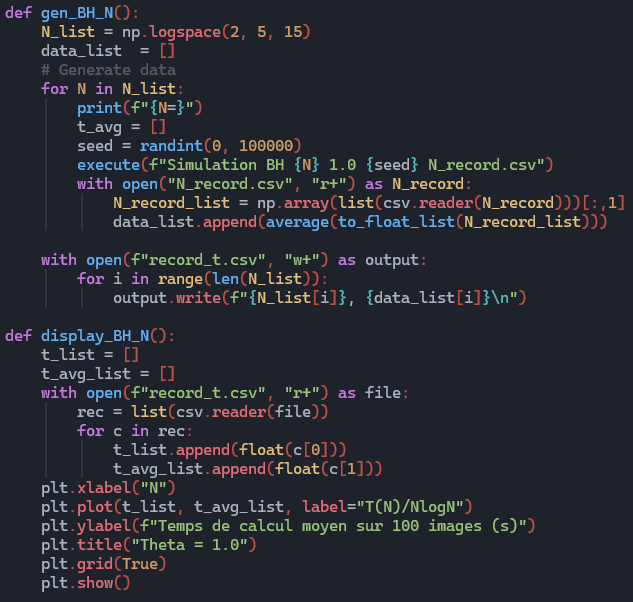 def gen_BH_N():
    N_list = np.logspace(2, 5, 15)
    data_list  = []
    # Generate data
    for N in N_list:
        print(f"{N=}")
        t_avg = []
        seed = randint(0, 100000)
        execute(f"Simulation BH {N} 1.0 {seed} N_record.csv")
        with open("N_record.csv", "r+") as N_record:
            N_record_list = np.array(list(csv.reader(N_record)))[:,1]
            data_list.append(average(to_float_list(N_record_list)))

    with open(f"record_t.csv", "w+") as output:
        for i in range(len(N_list)):
            output.write(f"{N_list[i]}, {data_list[i]}\n")

def display_BH_N():
    t_list = []
    t_avg_list = []
    with open(f"record_t.csv", "r+") as file:
        rec = list(csv.reader(file))
        for c in rec:
            t_list.append(float(c[0]))
            t_avg_list.append(float(c[1]))
    plt.xlabel("N")
    plt.plot(t_list, t_avg_list, label="T(N)/NlogN")
    plt.ylabel(f"Temps de calcul moyen sur 100 images (s)")
    plt.title("Theta = 1.0")
    plt.grid(True)
    plt.show()